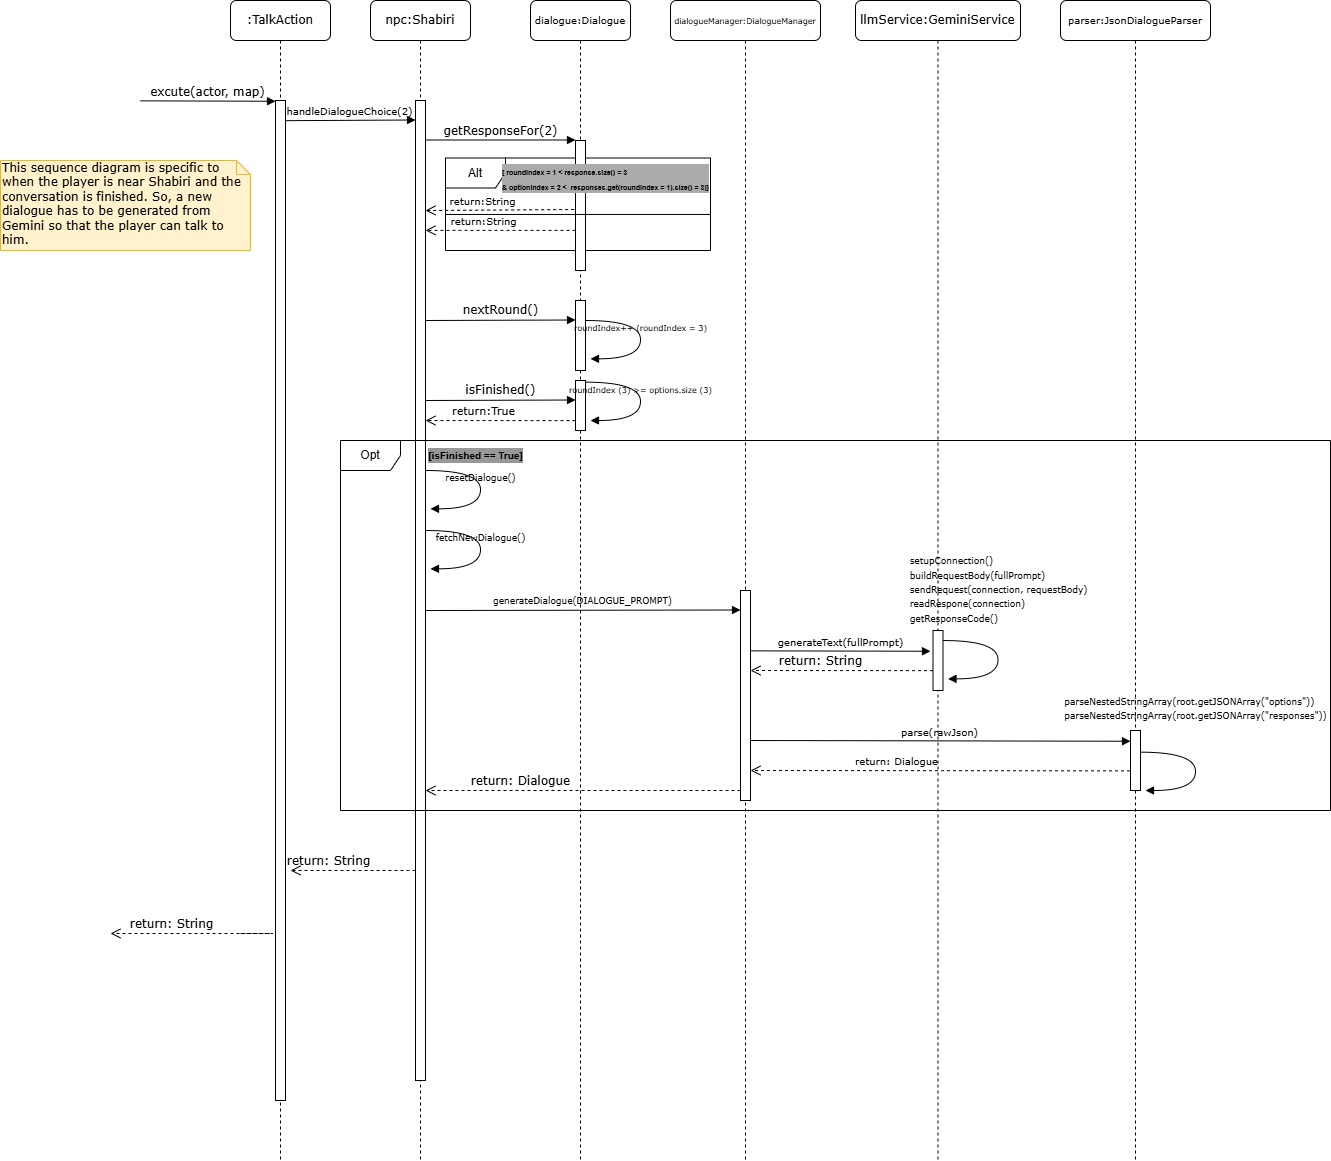 :TalkAction
npc:Shabiri
dialogue:Dialogue
dialogueManager:DialogueManager
llmService:GeminiService
parser:JsonDialogueParser
excute(actor, map)
handleDialogueChoice(2)
getResponseFor(2)
This sequence diagram is specific to
when the player is near Shabiri and the
conversation is finished. So, a new
dialogue has to be generated from
Gemini so that the player can talk to
him.
Alt
[ roundIndex = 1 < response.size() = 3
& optionIndex = 2 < responses.get(roundIndex = 1).size() = 3)]
return:String
return:String
nextRound()
roundIndex++ (roundIndex = 3)
isFinished()
roundIndex (3) >= options.size (3)
return:True
Opt
[isFinished == True]
resetDialogue()
fetchNewDialogue()
setupConnection()
buildRequestBody(fullPrompt)
sendRequest(connection, requestBody)
readRespone(connection)
getResponseCode()
generateDialogue(DIALOGUE_PROMPT)
generateText(fullPrompt)
return: String
parseNestedStringArray(root.getJSONArray("options"))
parseNestedStringArray(root.getJSONArray("responses"))
parse(rawJson)
return: Dialogue
return: Dialogue
return: String
return: String